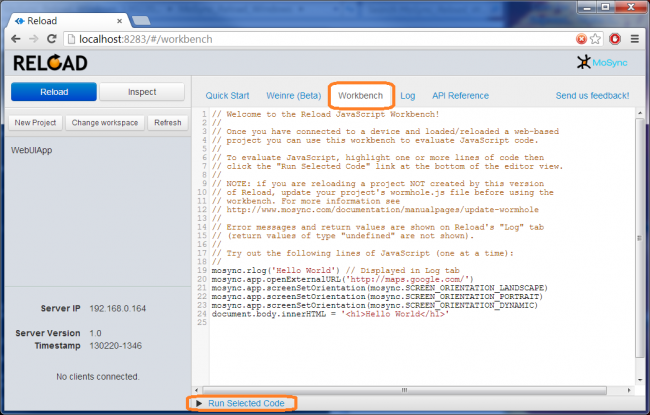 Reload
localhost:8283/#/workbench
RELOAD
MoSync
Reload
Inspect
Quick Start
Weinre (Beta)
Workbench
Log
API Reference
Send us feedback!
New Project
Change workspace
Refresh
WebUIApp
Server IP 192.168.0.164
Server Version 1.0
Timestamp 130220-1346
No clients connected.
1 // Welcome to the Reload JavaScript Workbench!
2 //
3 // Once you have connected to a device and loaded/reloaded a web-based
4 // project you can use this workbench to evaluate JavaScript code.
5 //
6 // To evaluate JavaScript, highlight one or more lines of code then
7 // click the "Run Selected Code" link at the bottom of the editor view.
8 //
9 // NOTE: if you are reloading a project NOT created by this version
10 // of Reload, update your project's wormhole.js file before using the
11 // workbench. For more information see
12 // http://www.mosync.com/documentation/manualpages/update-wormhole
13 //
14 // Error messages and return values are shown on Reload's "Log" tab
15 // (return values of type "undefined" are not shown).
16 //
17 // Try out the following lines of JavaScript (one at a time):
18 //
19 mosync.rlog('Hello World') // Displayed in Log tab
20 mosync.app.openExternalURL('http://maps.google.com/')
21 mosync.app.screenSetOrientation(mosync.SCREEN_ORIENTATION_LANDSCAPE)
22 mosync.app.screenSetOrientation(mosync.SCREEN_ORIENTATION_PORTRAIT)
23 mosync.app.screenSetOrientation(mosync.SCREEN_ORIENTATION_DYNAMIC)
24 document.body.innerHTML = '<h1>Hello World</h1>'
25
Run Selected Code